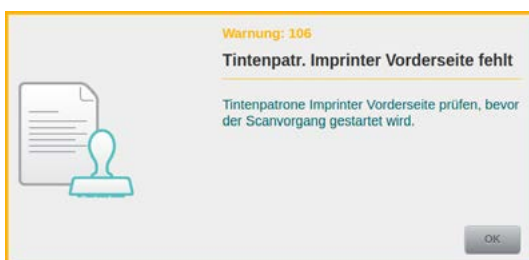 Warnung: 106
Tintenpatr. Imprinter Vorderseite fehlt
Tintenpatrone Imprinter Vorderseite prüfen, bevor
der Scanvorgang gestartet wird.
OK